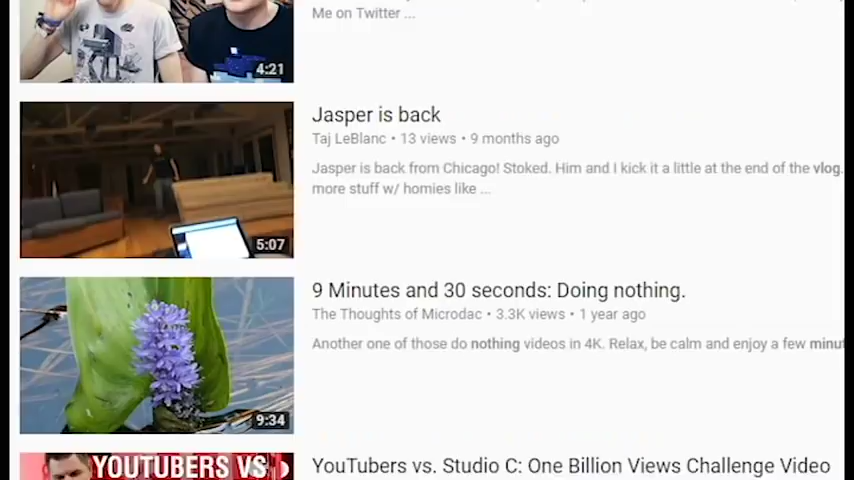 Me on Twitter ...
4:21
Jasper is back
Taj LeBlanc • 13 views • 9 months ago
Jasper is back from Chicago! Stoked. Him and I kick it a little at the end of the vlog.
more stuff w/ homies like ...
5:07
9 Minutes and 30 seconds: Doing nothing.
The Thoughts of Microdac • 3.3K views • 1 year ago
Another one of those do nothing videos in 4K. Relax, be calm and enjoy a few minut
9:34
YOUTUBERS VS
YouTubers vs. Studio C: One Billion Views Challenge Video